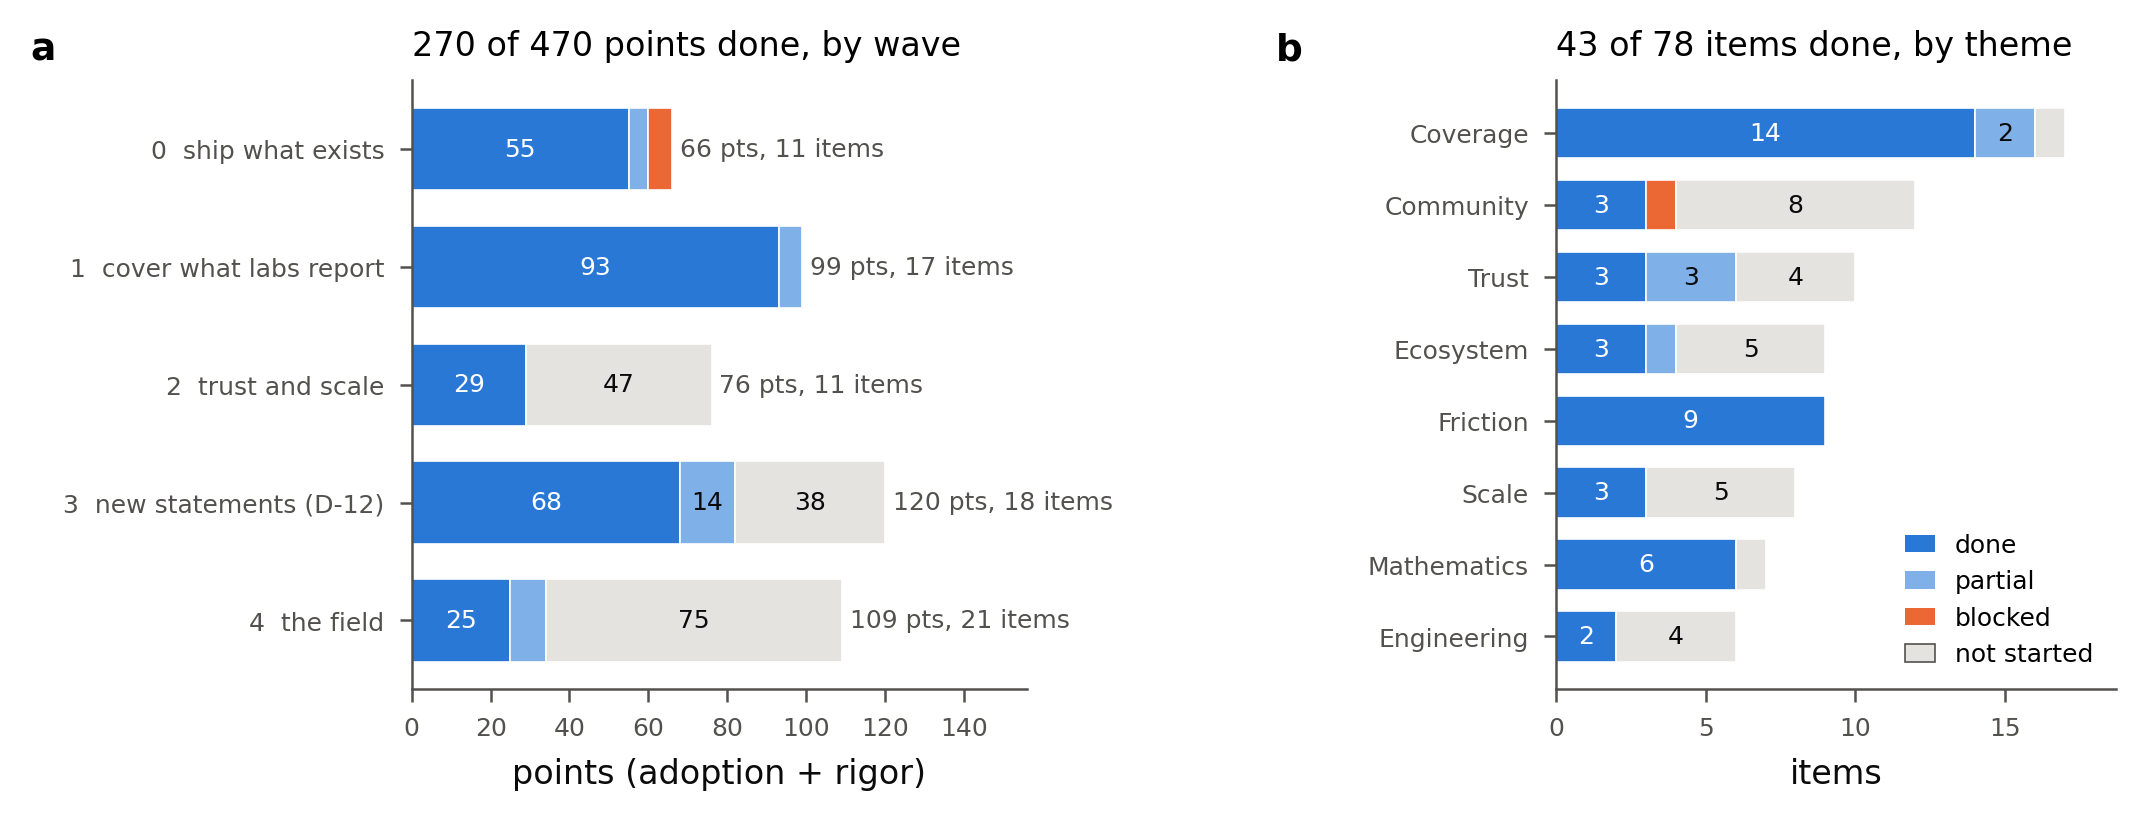 a
270 of 470 points done, by wave
0 ship what exists
55
66 pts, 11 items
1 cover what labs report
93
99 pts, 17 items
2 trust and scale
29
47
76 pts, 11 items
3 new statements (D-12)
68
14
38
120 pts, 18 items
4 the field
25
75
109 pts, 21 items
0 20 40 60 80 100 120 140
points (adoption + rigor)
b
43 of 78 items done, by theme
Coverage
14
2
Community
3
8
Trust
3
3
4
Ecosystem
3
5
Friction
9
Scale
3
5
Mathematics
6
Engineering
2
4
done
partial
blocked
not started
0 5 10 15
items